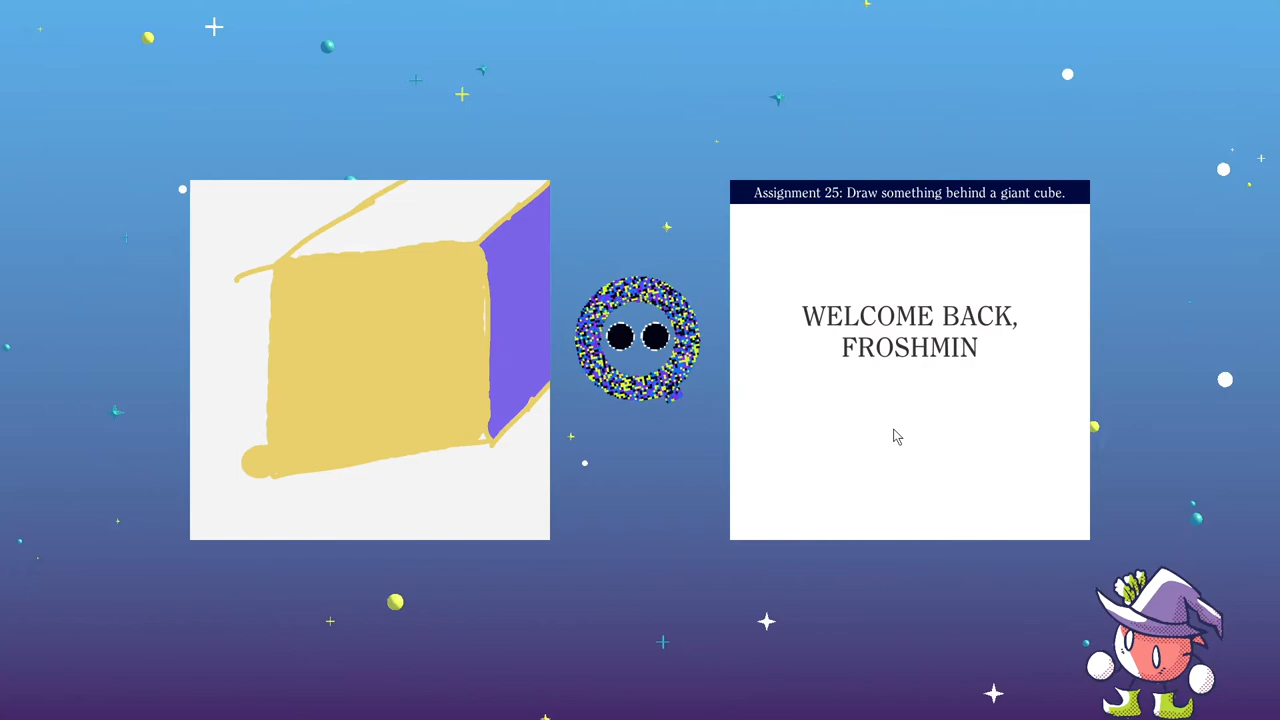 Assignment 25: Draw something behind a giant cube.
WELCOME BACK,
FROSHMIN